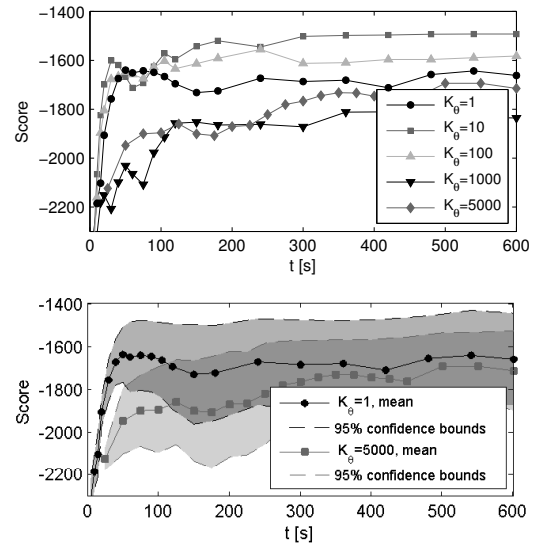 -1400
-1600
-1800
-2000
-2200
Score
0
100
200
300
400
500
600
t [s]
Kθ=1
Kθ=10
Kθ=100
Kθ=1000
Kθ=5000
-1400
-1600
-1800
-2000
-2200
Score
0
100
200
300
400
500
600
t [s]
Kθ=1, mean
95% confidence bounds
Kθ=5000, mean
95% confidence bounds